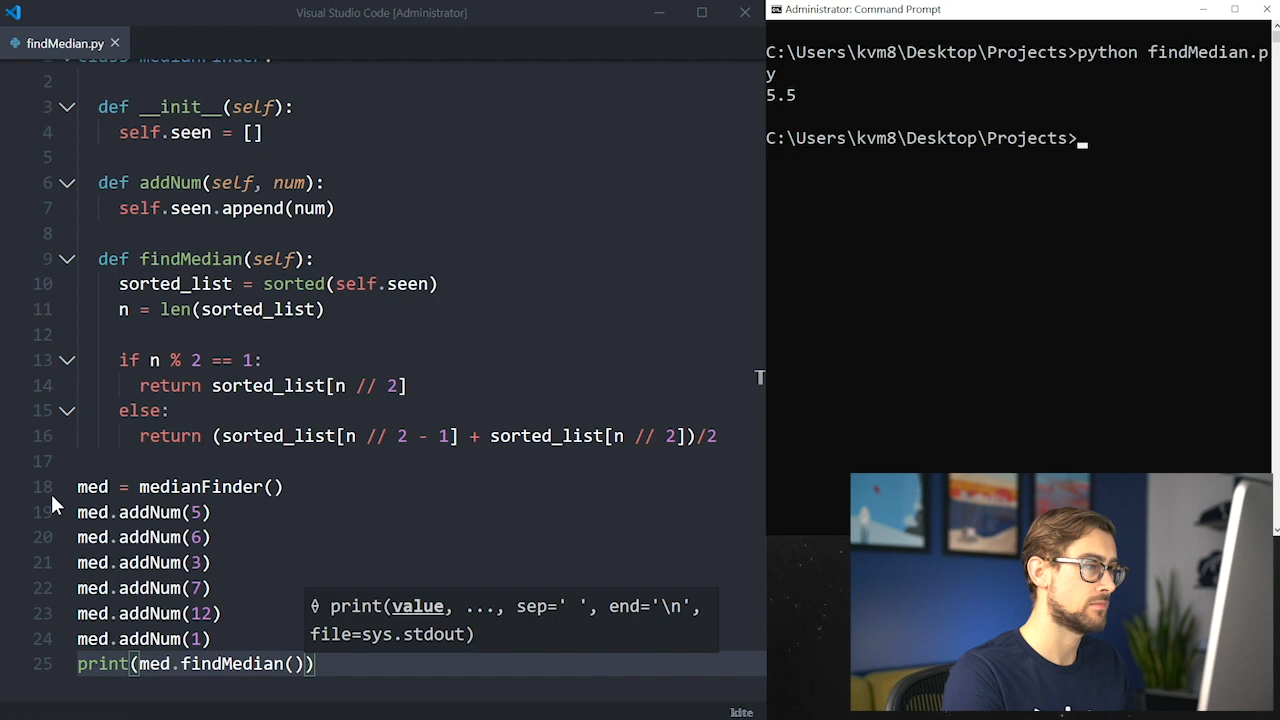 Visual Studio Code [Administrator]
findMedian.py
2
3 def __init__(self):
4 self.seen = []
5
6 def addNum(self, num):
7 self.seen.append(num)
8
9 def findMedian(self):
10 sorted_list = sorted(self.seen)
11 n = len(sorted_list)
12
13 if n % 2 == 1:
14 return sorted_list[n // 2]
15 else:
16 return (sorted_list[n // 2 - 1] + sorted_list[n // 2])/2
17
18 med = medianFinder()
19 med.addNum(5)
20 med.addNum(6)
21 med.addNum(3)
22 med.addNum(7)
23 med.addNum(12)
24 med.addNum(1)
25 print(med.findMedian())
print(value, ..., sep=' ', end='\n',
file=sys.stdout)
kite
Administrator: Command Prompt
C:\Users\kvm8\Desktop\Projects>python findMedian.p
y
5.5
C:\Users\kvm8\Desktop\Projects>